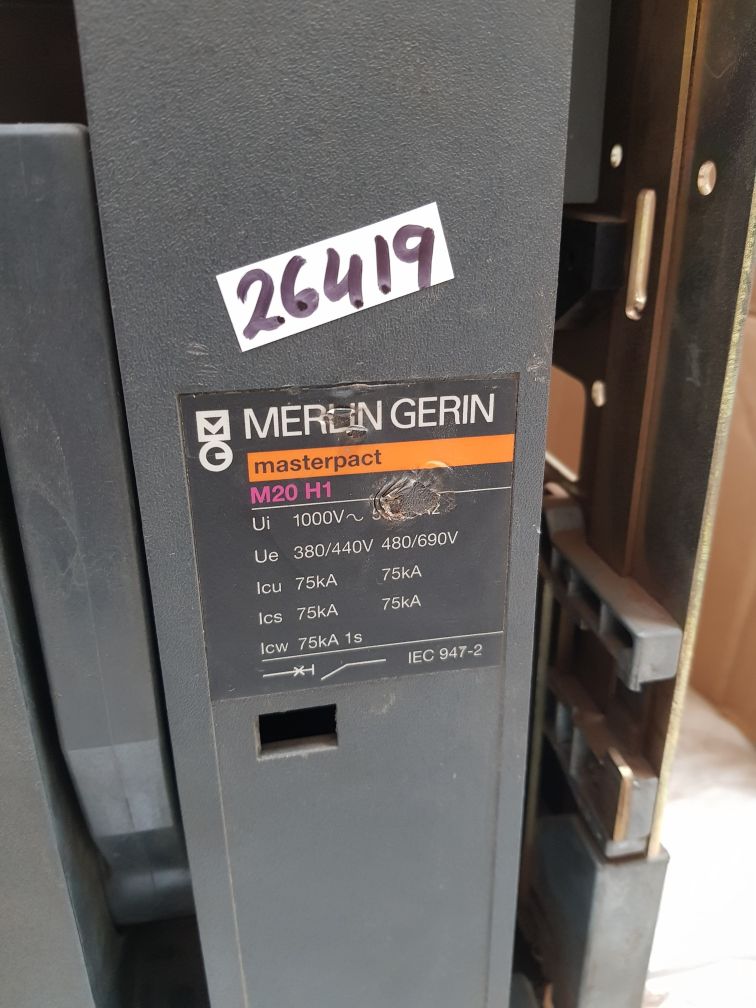 26419
MERLIN GERIN
masterpact
M20 H1
Ui 1000V~
Ue 380/440V 480/690V
Icu 75kA 75kA
Ics 75kA 75kA
Icw 75kA 1s
IEC 947-2